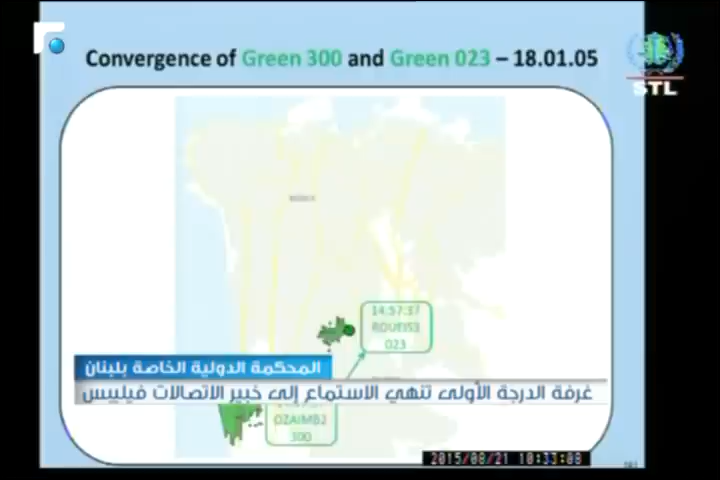 Convergence of Green 300 and Green 023 – 18.01.05
STL
14:57:37
ROUEIS3
023
المحكمة الدولية الخاصة بلبنان
غرفة الدرجة الأولى تنهي الاستماع إلى خبير الاتصالات فيليبس
OZAIMB2
300
2015/08/21 10:33:08